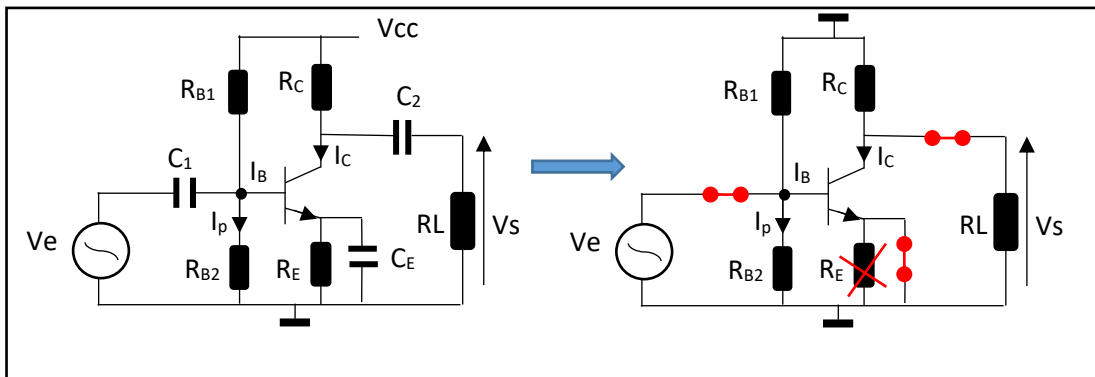 Vcc
RB1
RC
C2
C1
IB
IC
Ip
Ve
RB2
RE
CE
RL
Vs
RB1
RC
IB
IC
Ip
Ve
RB2
RE
RL
Vs